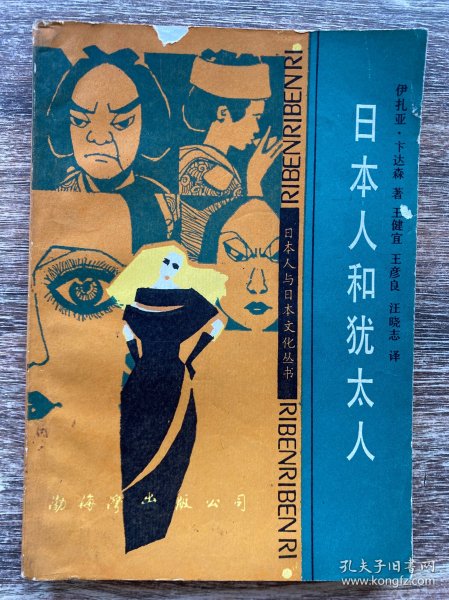 日本人和犹太人
伊扎亚·卞达森 著 王健宜 王彦良 汪晓志 译
RIBENRIBENRI
日本人与日本文化丛书
RIBENRIBENRI
渤海湾出版公司
孔夫子旧书网
www.kongfz.com